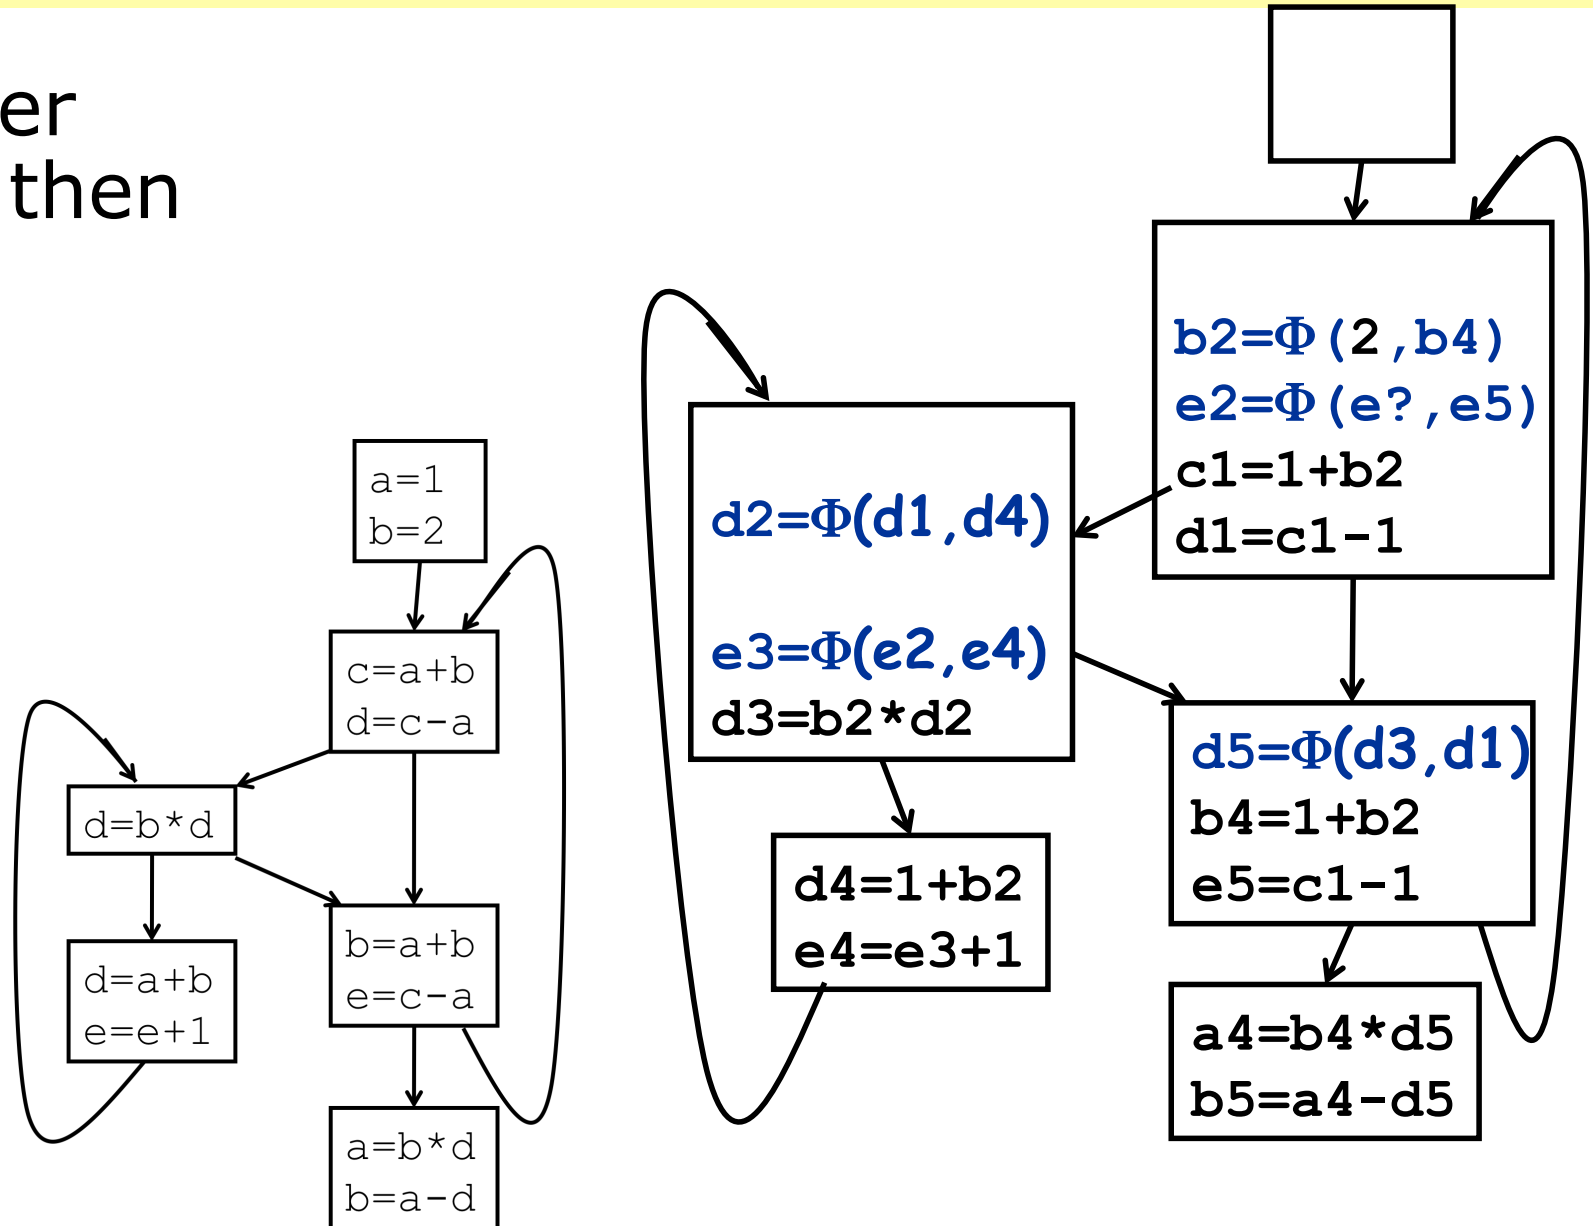 er
then
a=1
b=2
c=a+b
d=c-a
d=b*d
d=a+b
e=e+1
b=a+b
e=c-a
a=b*d
b=a-d
b2=Φ(2,b4)
e2=Φ(e?,e5)
c1=1+b2
d1=c1-1
d2=Φ(d1,d4)
e3=Φ(e2,e4)
d3=b2*d2
d4=1+b2
e4=e3+1
d5=Φ(d3,d1)
b4=1+b2
e5=c1-1
a4=b4*d5
b5=a4-d5